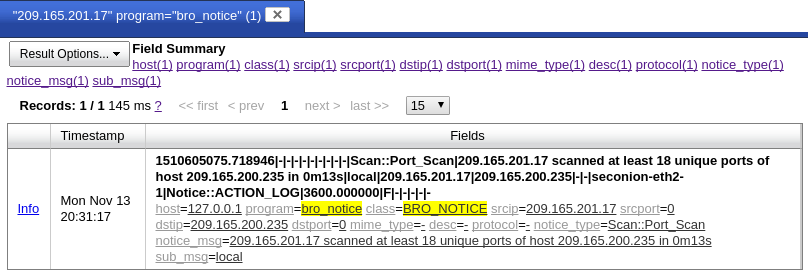 "209.165.201.17" program="bro_notice" (1) ✕
Result Options... ▼ Field Summary
host(1) program(1) class(1) srcip(1) srcport(1) dstip(1) dstport(1) mime_type(1) desc(1) protocol(1) notice_type(1)
notice_msg(1) sub_msg(1)
Records: 1 / 1 145 ms ? << first < prev 1 next > last >> 15 ▼
Timestamp Fields
1510605075.718946|-|-|-|-|-|-|-|-|-|Scan::Port_Scan|209.165.201.17 scanned at least 18 unique ports of
host 209.165.200.235 in 0m13s|local|209.165.201.17|209.165.200.235|-|-|seconion-eth2-
1|Notice::ACTION_LOG|3600.000000|F|-|-|-|-|-
Info Mon Nov 13 host=127.0.0.1 program=bro_notice class=BRO_NOTICE srcip=209.165.201.17 srcport=0
20:31:17 dstip=209.165.200.235 dstport=0 mime_type=- desc=- protocol=- notice_type=Scan::Port_Scan
notice_msg=209.165.201.17 scanned at least 18 unique ports of host 209.165.200.235 in 0m13s
sub_msg=local